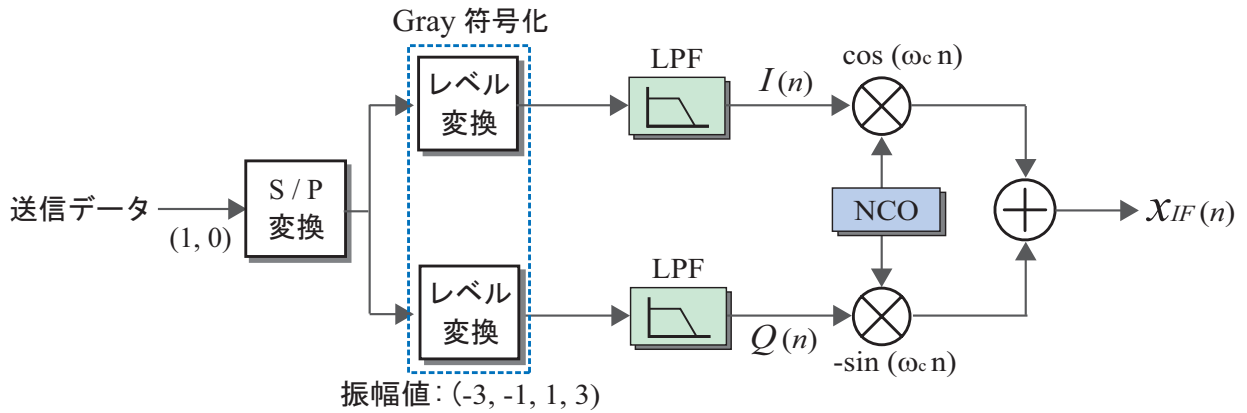 Gray 符号化
レベル
変換
LPF
I(n)
cos (ωc n)
送信データ
(1, 0)
S / P
変換
NCO
xIF(n)
レベル
変換
LPF
Q(n)
-sin (ωc n)
振幅値:(-3, -1, 1, 3)